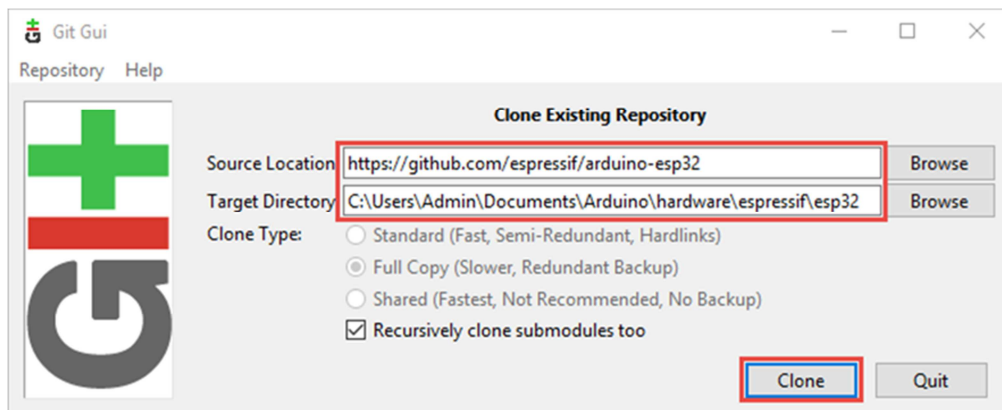 Git Gui
Repository Help
Clone Existing Repository
Source Location https://github.com/espressif/arduino-esp32 Browse
Target Directory C:\Users\Admin\Documents\Arduino\hardware\espressif\esp32 Browse
Clone Type: Standard (Fast, Semi-Redundant, Hardlinks)
Full Copy (Slower, Redundant Backup)
Shared (Fastest, Not Recommended, No Backup)
Recursively clone submodules too
Clone Quit
Git